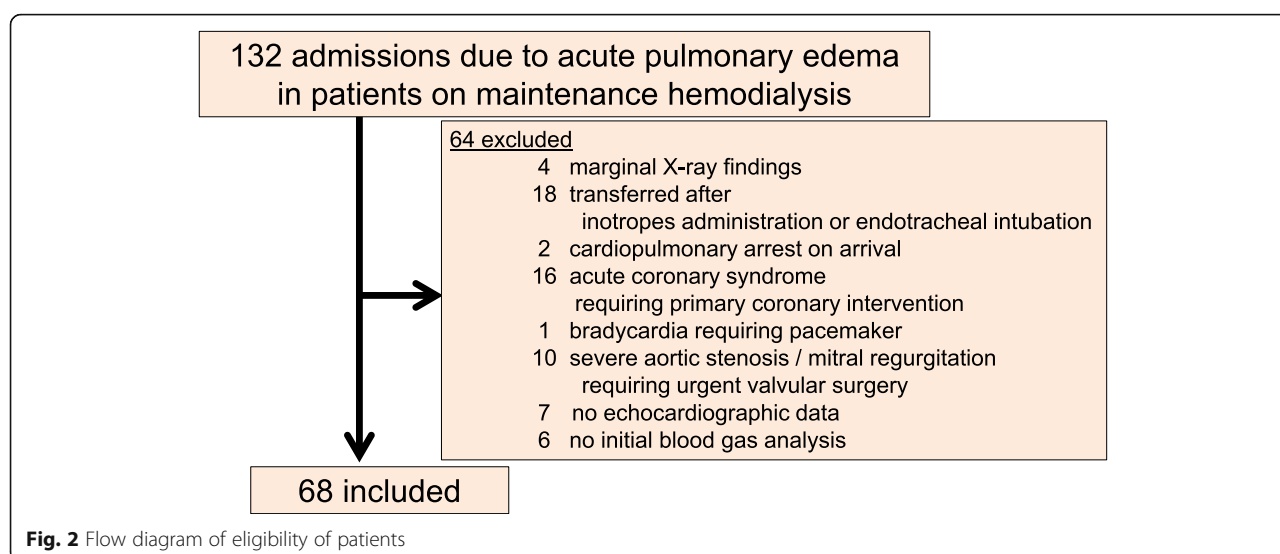 132 admissions due to acute pulmonary edema
in patients on maintenance hemodialysis
64 excluded
4 marginal X-ray findings
18 transferred after
inotropes administration or endotracheal intubation
2 cardiopulmonary arrest on arrival
16 acute coronary syndrome
requiring primary coronary intervention
1 bradycardia requiring pacemaker
10 severe aortic stenosis / mitral regurgitation
requiring urgent valvular surgery
7 no echocardiographic data
6 no initial blood gas analysis
68 included
Fig. 2 Flow diagram of eligibility of patients